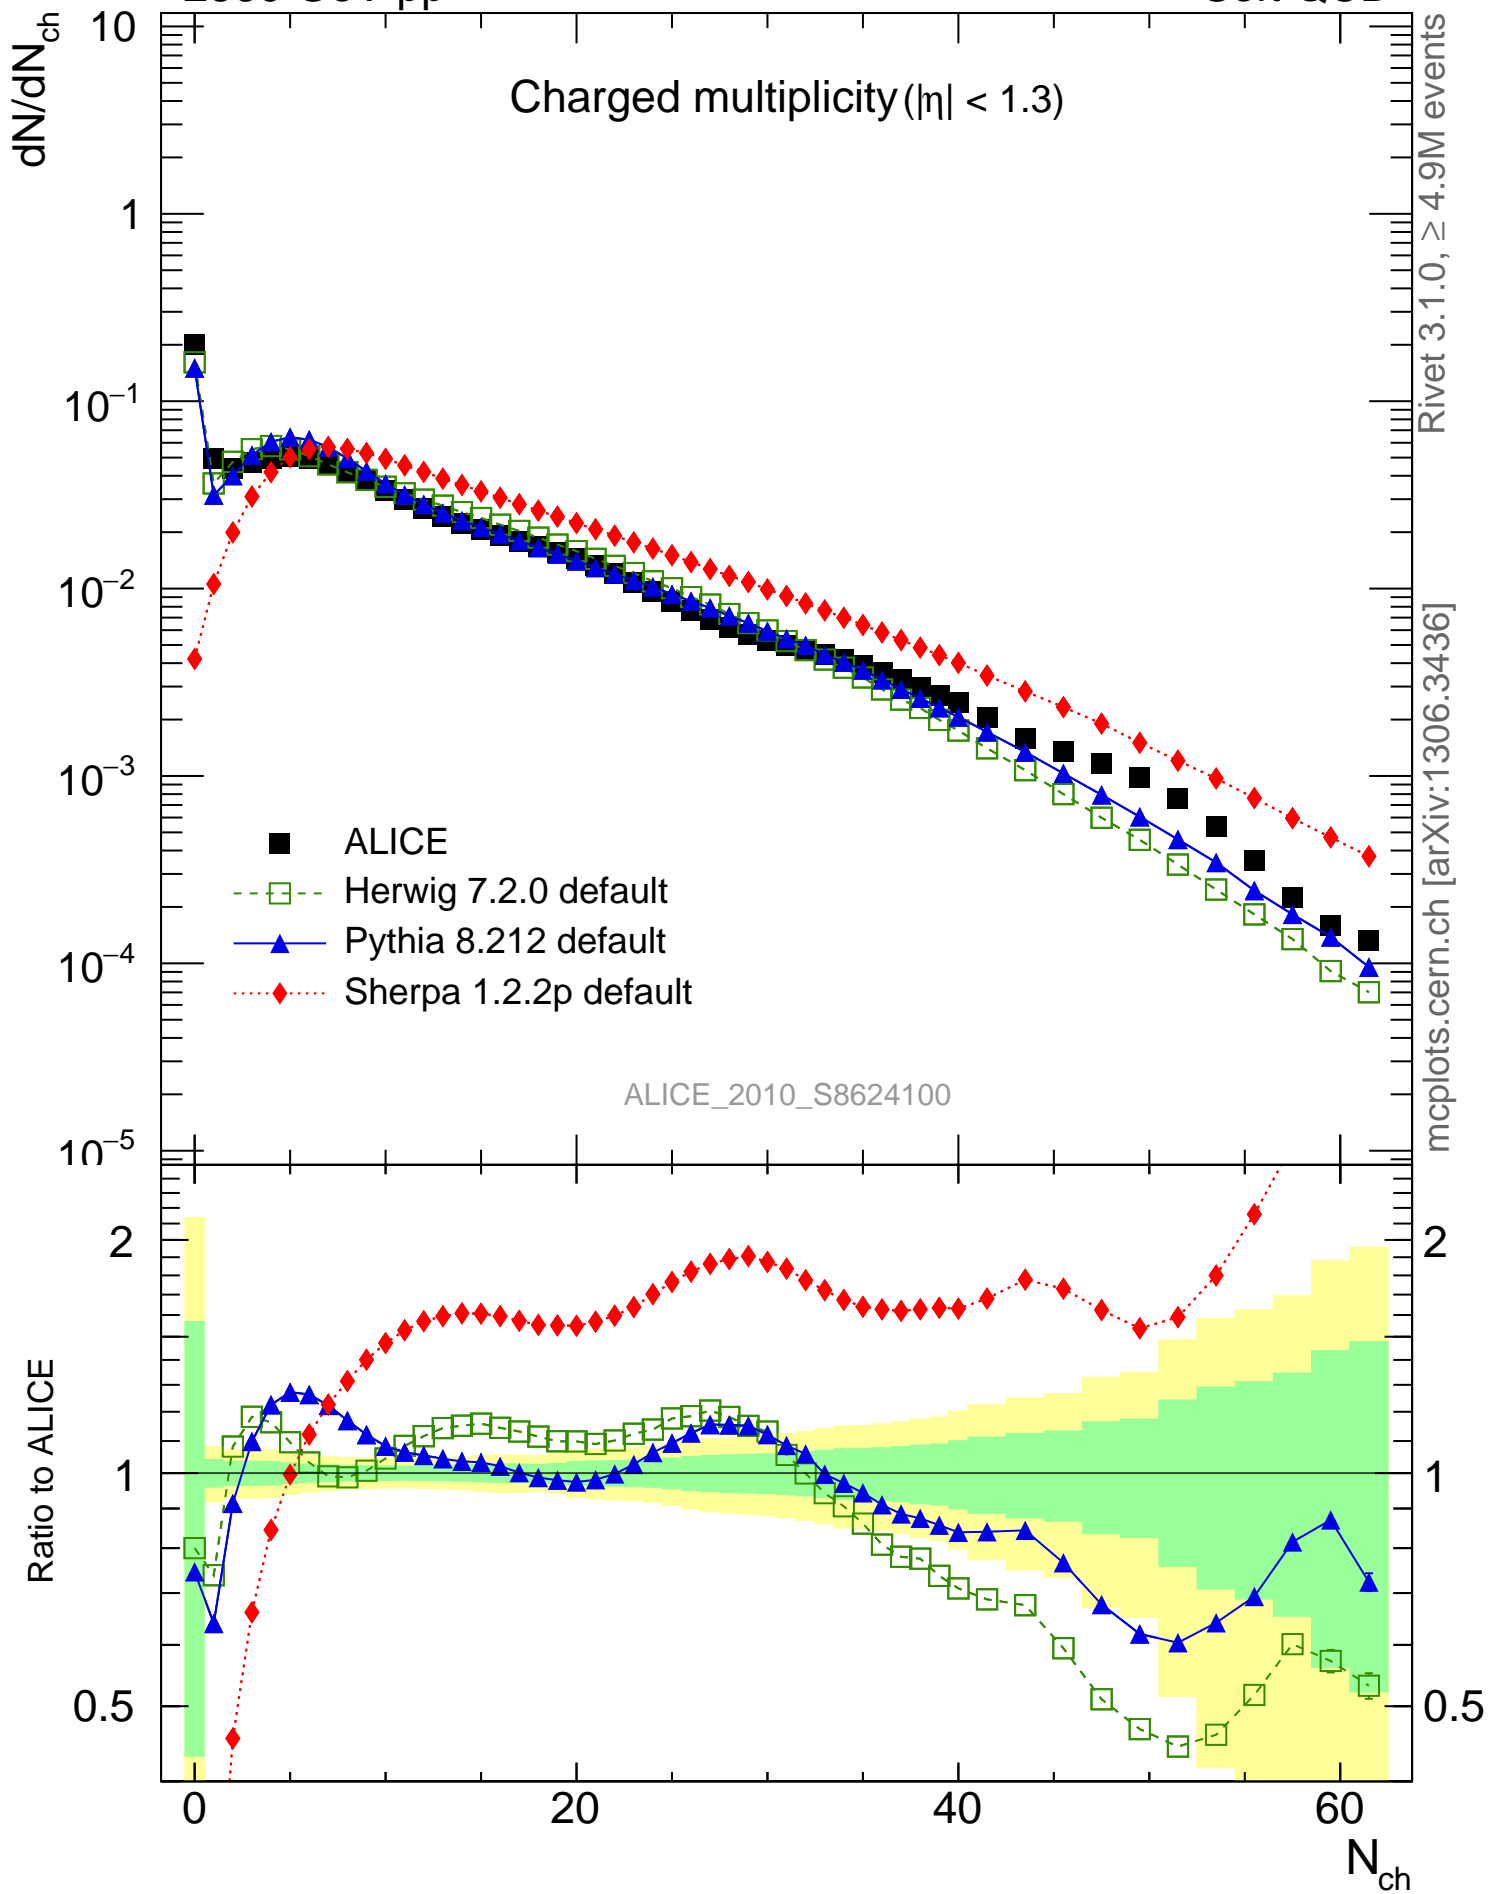 Charged multiplicity (|η| < 1.3)
dN/dN_ch
10
1
10⁻¹
10⁻²
10⁻³
10⁻⁴
10⁻⁵
ALICE
Herwig 7.2.0 default
Pythia 8.212 default
Sherpa 1.2.2p default
ALICE_2010_S8624100
Rivet 3.1.0, ≥ 4.9M events
mcplots.cern.ch [arXiv:1306.3436]
Ratio to ALICE
2
1
0.5
2
1
0.5
0
20
40
60
N_ch